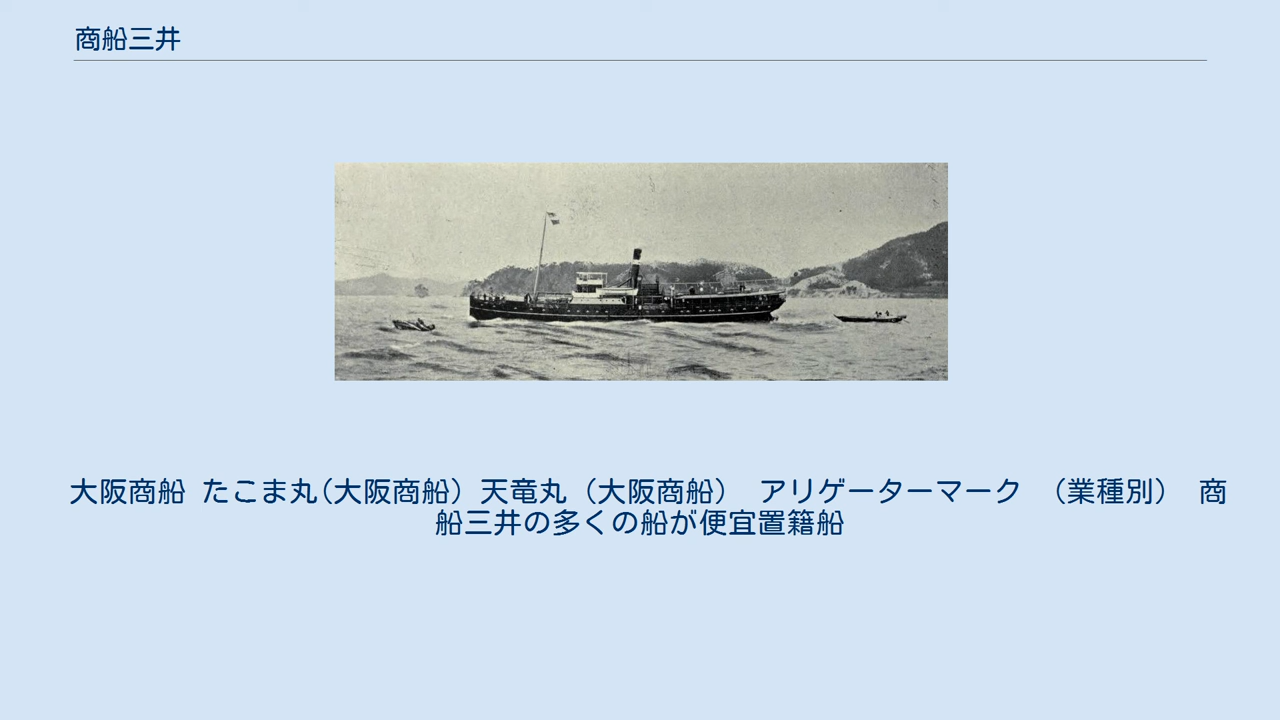 商船三井
大阪商船 たこま丸(大阪商船) 天竜丸 (大阪商船) アリゲーターマーク (業種別) 商
船三井の多くの船が便宜置籍船